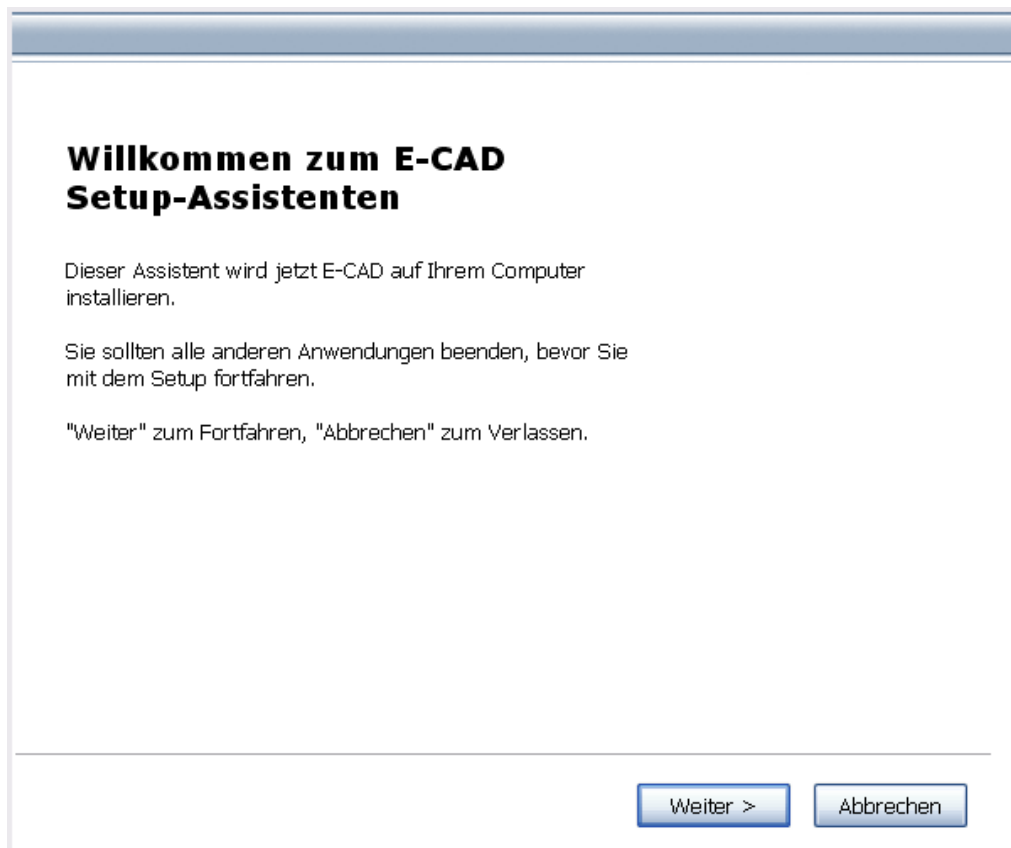 Willkommen zum E-CAD
Setup-Assistenten
Dieser Assistent wird jetzt E-CAD auf Ihrem Computer
installieren.
Sie sollten alle anderen Anwendungen beenden, bevor Sie
mit dem Setup fortfahren.
"Weiter" zum Fortfahren, "Abbrechen" zum Verlassen.
Weiter >
Abbrechen